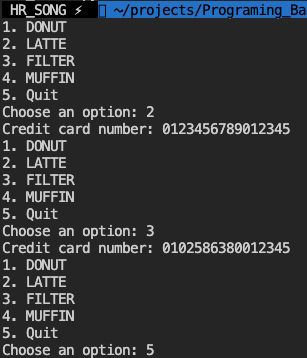 HR_SONG ⚡ ~/projects/Programing_Ba
1. DONUT
2. LATTE
3. FILTER
4. MUFFIN
5. Quit
Choose an option: 2
Credit card number: 0123456789012345
1. DONUT
2. LATTE
3. FILTER
4. MUFFIN
5. Quit
Choose an option: 3
Credit card number: 0102586380012345
1. DONUT
2. LATTE
3. FILTER
4. MUFFIN
5. Quit
Choose an option: 5